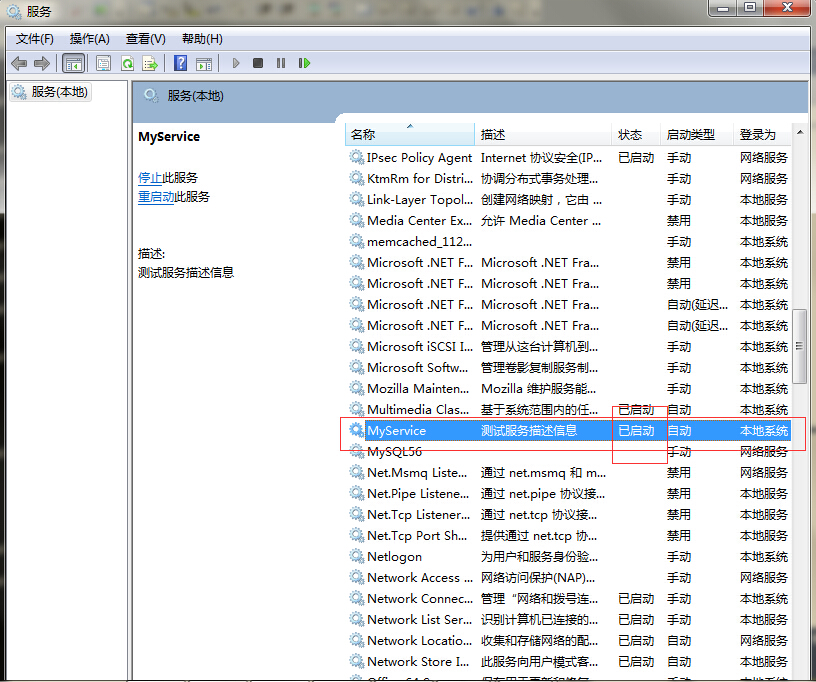 服务
文件(F) 操作(A) 查看(V) 帮助(H)
服务(本地)
服务(本地)
MyService
停止此服务
重启动此服务
描述:
测试服务描述信息
名称 描述 状态 启动类型 登录为
IPsec Policy Agent Internet 协议安全(IP... 已启动 手动 网络服务
KtmRm for Distri... 协调分布式事务处理... 手动 网络服务
Link-Layer Topol... 创建网络映射，它由 ... 手动 本地服务
Media Center Ex... 允许 Media Center ... 禁用 本地服务
memcached_112... 手动 本地系统
Microsoft .NET F... Microsoft .NET Fra... 禁用 本地系统
Microsoft .NET F... Microsoft .NET Fra... 禁用 本地系统
Microsoft .NET F... Microsoft .NET Fra... 自动(延迟... 本地系统
Microsoft .NET F... Microsoft .NET Fra... 自动(延迟... 本地系统
Microsoft iSCSI I... 管理从这台计算机到... 手动 本地系统
Microsoft Softw... 管理卷影复制服务制... 手动 本地系统
Mozilla Mainten... Mozilla 维护服务能... 手动 本地系统
Multimedia Clas... 基于系统范围内的任... 已启动 自动 本地系统
MyService 测试服务描述信息 已启动 自动 本地系统
MySQL56 手动 网络服务
Net.Msmq Liste... 通过 net.msmq 和 m... 禁用 网络服务
Net.Pipe Listene... 通过 net.pipe 协议接... 禁用 本地服务
Net.Tcp Listener... 通过 net.tcp 协议接... 禁用 本地服务
Net.Tcp Port Sh... 提供通过 net.tcp 协... 禁用 本地服务
Netlogon 为用户和服务身份验... 手动 本地系统
Network Access ... 网络访问保护(NAP)... 手动 网络服务
Network Connec... 管理“网络和拨号连... 已启动 手动 本地系统
Network List Ser... 识别计算机已连接的... 已启动 手动 本地服务
Network Locatio... 收集和存储网络的配... 已启动 自动 网络服务
Network Store I... 此服务向用户模式客... 已启动 自动 本地服务